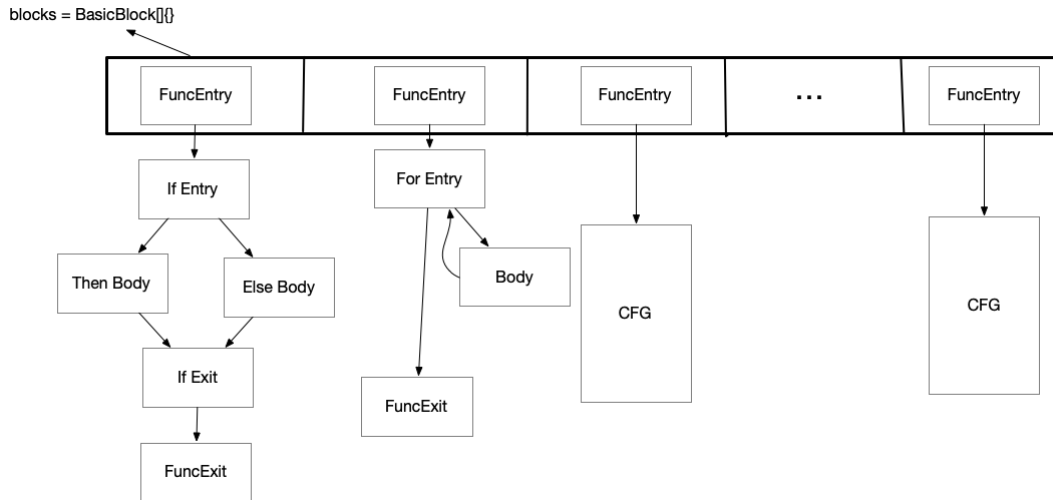 blocks = BasicBlock[]{}
FuncEntry
FuncEntry
FuncEntry
...
FuncEntry
If Entry
For Entry
Then Body
Else Body
Body
CFG
CFG
If Exit
FuncExit
FuncExit